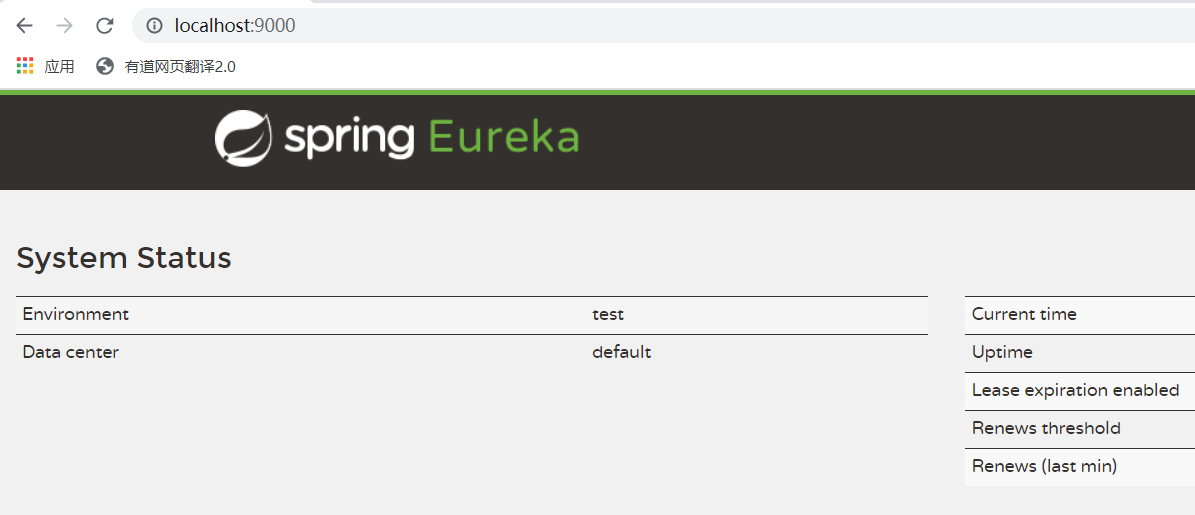 localhost:9000
应用 有道网页翻译2.0
spring Eureka
System Status
Environment test
Data center default
Current time
Uptime
Lease expiration enabled
Renews threshold
Renews (last min)